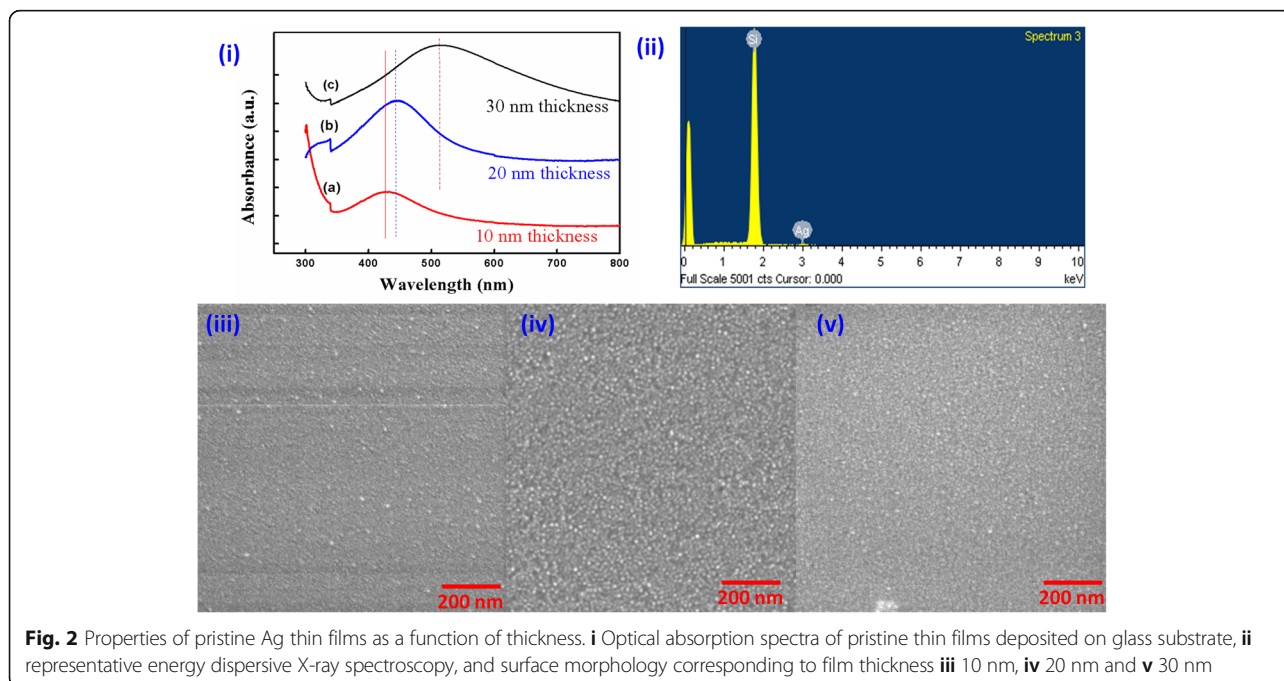 (i)
(c)
30 nm thickness
(b)
20 nm thickness
(a)
10 nm thickness
Absorbance (a.u.)
300 400 500 600 700 800
Wavelength (nm)
(ii)
Spectrum 3
Si
Ag
0 1 2 3 4 5 6 7 8 9 10
Full Scale 5001 cts Cursor: 0.000 keV
(iii)
200 nm
(iv)
200 nm
(v)
200 nm
Fig. 2 Properties of pristine Ag thin films as a function of thickness. i Optical absorption spectra of pristine thin films deposited on glass substrate, ii
representative energy dispersive X-ray spectroscopy, and surface morphology corresponding to film thickness iii 10 nm, iv 20 nm and v 30 nm